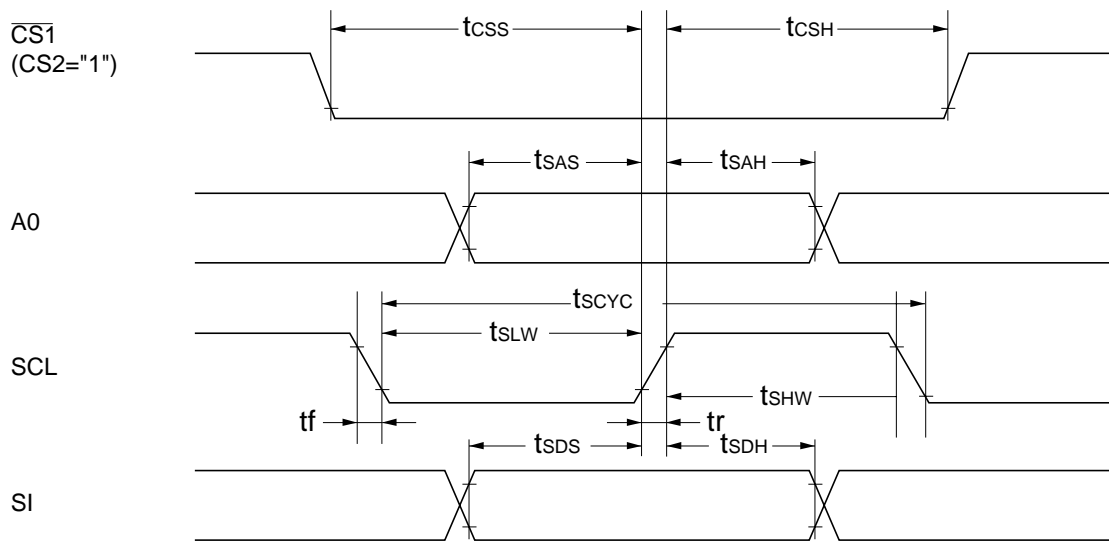 CS1
(CS2="1")
tCSS
tCSH
tSAS
tSAH
A0
tSCYC
tSLW
SCL
tSHW
tf
tr
tSDS
tSDH
SI